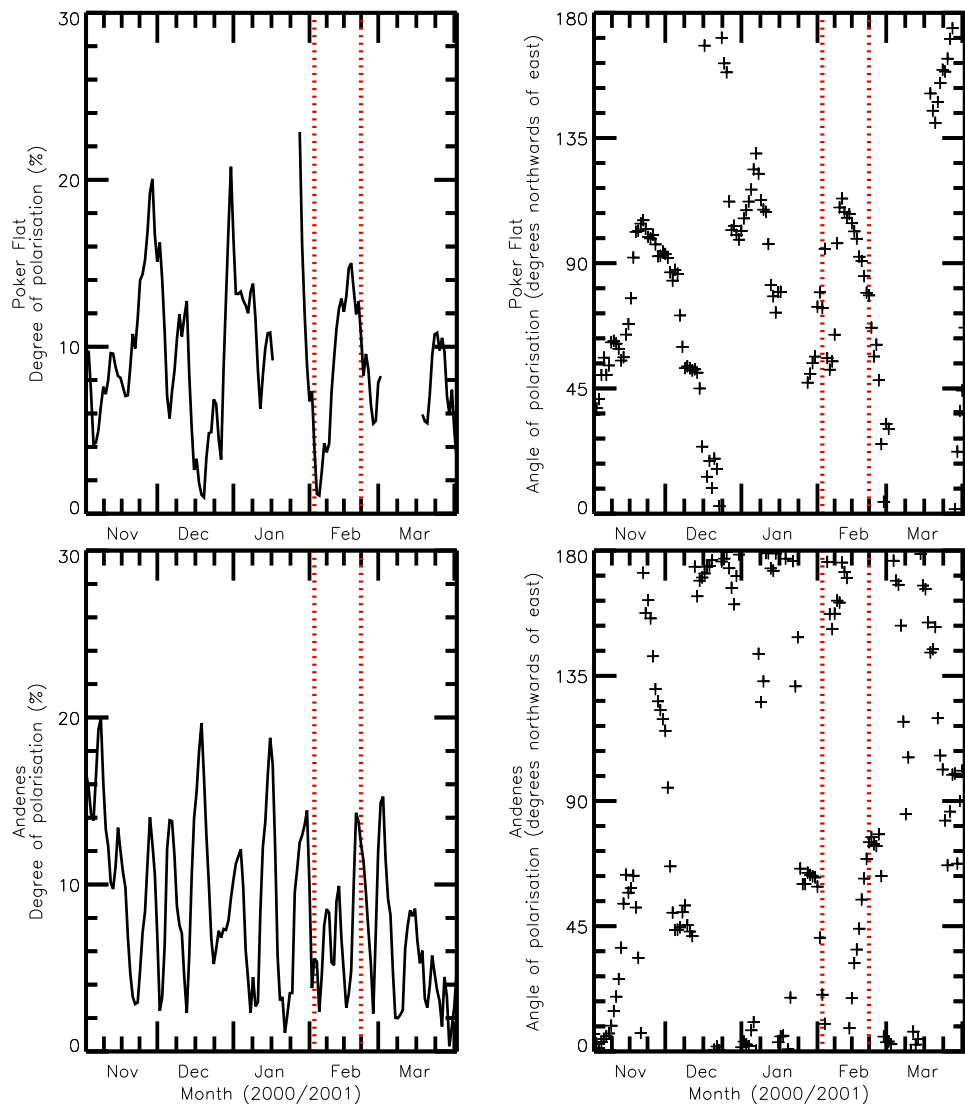 30
20
10
0
Poker Flat
Degree of polarisation (%)
Nov Dec Jan Feb Mar
180
135
90
45
0
Poker Flat
Angle of polarisation (degrees northwards of east)
Nov Dec Jan Feb Mar
30
20
10
0
Andenes
Degree of polarisation (%)
Nov Dec Jan Feb Mar
Month (2000/2001)
180
135
90
45
0
Andenes
Angle of polarisation (degrees northwards of east)
Nov Dec Jan Feb Mar
Month (2000/2001)